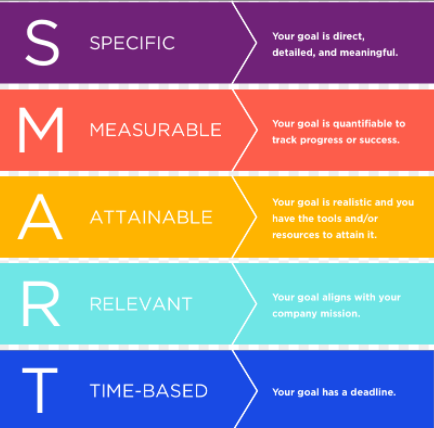 S SPECIFIC
Your goal is direct,
detailed, and meaningful.
M MEASURABLE
Your goal is quantifiable to
track progress or success.
A ATTAINABLE
Your goal is realistic and you
have the tools and/or
resources to attain it.
R RELEVANT
Your goal aligns with your
company mission.
T TIME-BASED
Your goal has a deadline.